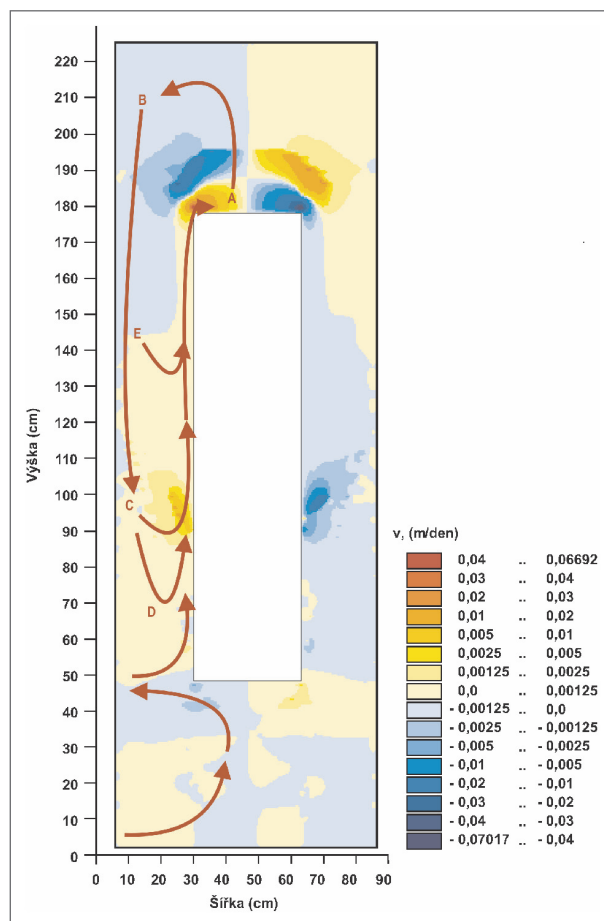 220
210
200
190
180
170
160
150
140
130
120
110
100
90
80
70
60
50
40
30
20
10
0
Výška (cm)
B
A
E
C
D
0 10 20 30 40 50 60 70 80 90
Šířka (cm)
v, (m/den)
0,04 .. 0,06692
0,03 .. 0,04
0,02 .. 0,03
0,01 .. 0,02
0,005 .. 0,01
0,0025 .. 0,005
0,00125 .. 0,0025
0,0 .. 0,00125
- 0,00125 .. 0,0
- 0,0025 .. - 0,00125
- 0,005 .. - 0,0025
- 0,01 .. - 0,005
- 0,02 .. - 0,01
- 0,03 .. - 0,02
- 0,04 .. - 0,03
- 0,07017 .. - 0,04